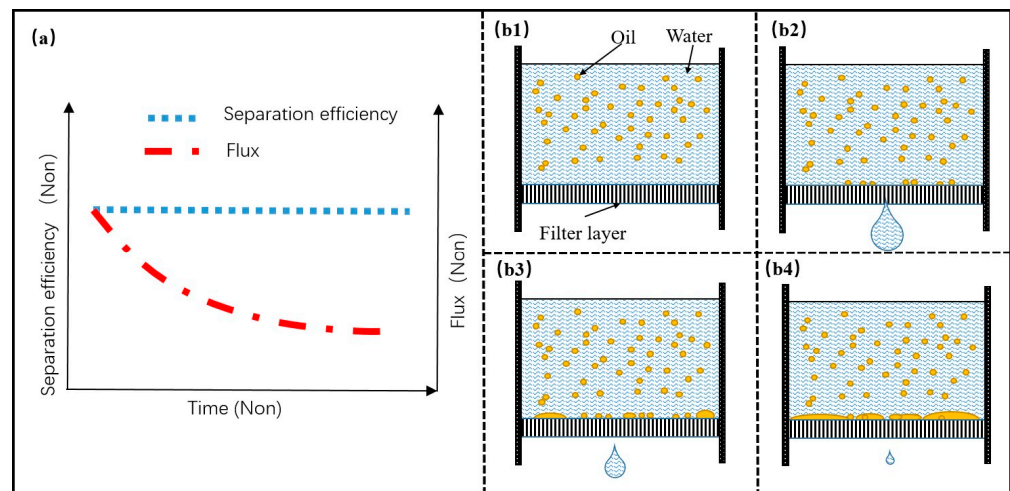 (a)
Separation efficiency
Flux
Separation efficiency (Non)
Flux (Non)
Time (Non)
(b1)
Oil
Water
Filter layer
(b2)
(b3)
(b4)